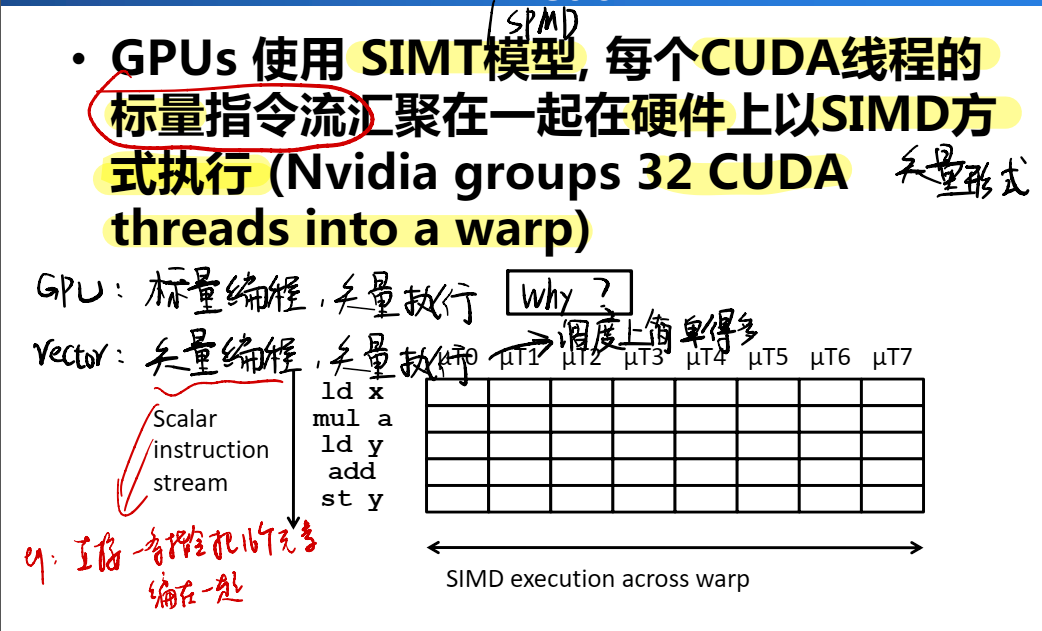 SPMD
• GPUs 使用 SIMT模型, 每个CUDA线程的
标量指令流汇聚在一起在硬件上以SIMD方
式执行 (Nvidia groups 32 CUDA
threads into a warp)
矢量形式
GPU: 标量编程,矢量执行 Why?
Vector: 矢量编程,矢量执行 → 调度上简单得多
μT0 μT1 μT2 μT3 μT4 μT5 μT6 μT7
ld x
mul a
ld y
add
st y
Scalar
instruction
stream
eg: 直接一条指令把16个元素
编在一起
SIMD execution across warp